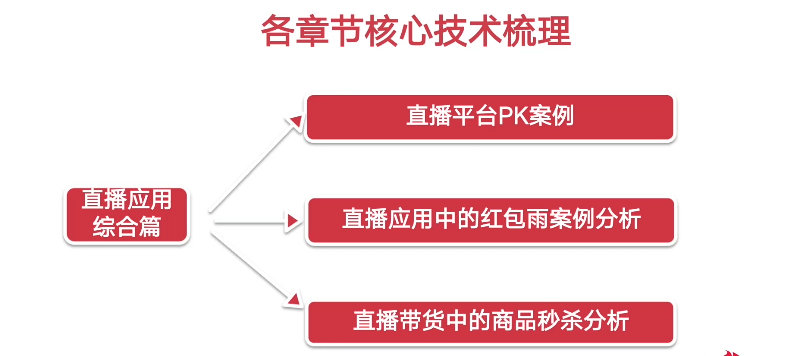 各章节核心技术梳理
直播平台PK案例
直播应用
综合篇
直播应用中的红包雨案例分析
直播带货中的商品秒杀分析